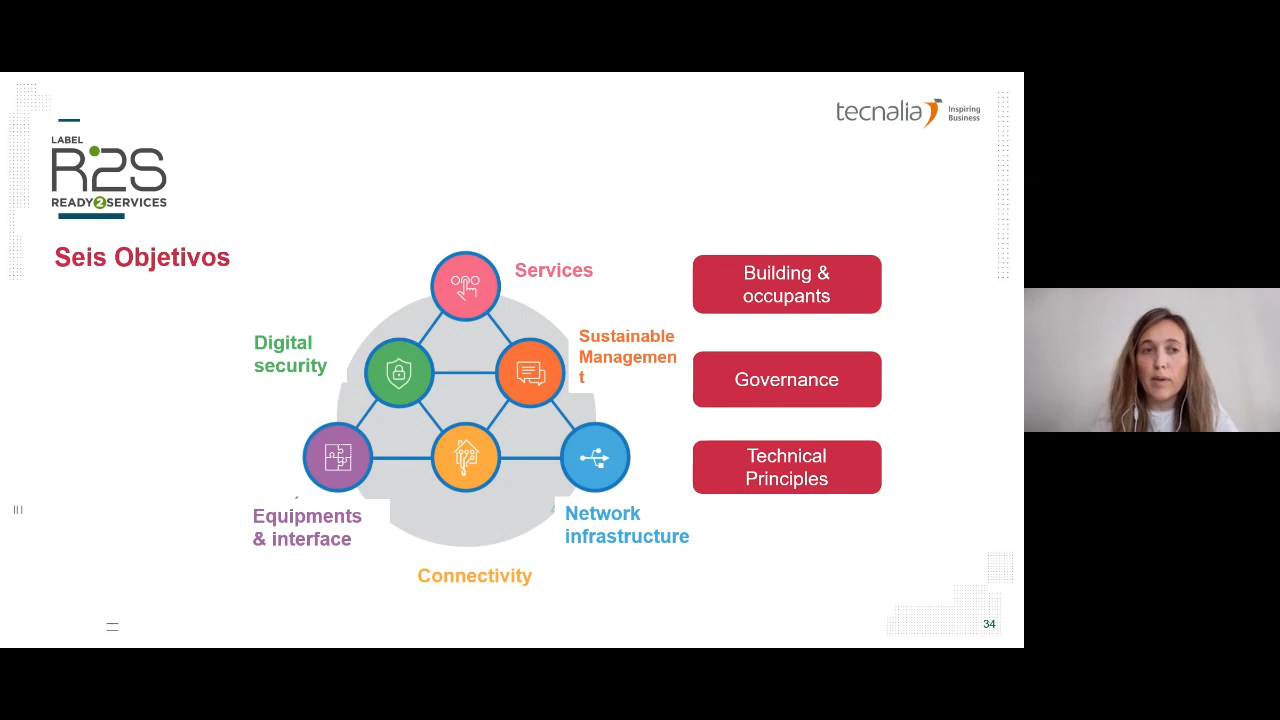 tecnalia Inspiring
Business
LABEL
R2S
READY2SERVICES
Seis Objetivos
Services
Digital
security
Sustainable
Managemen
t
Equipments
& interface
Network
infrastructure
Connectivity
Building &
occupants
Governance
Technical
Principles
34